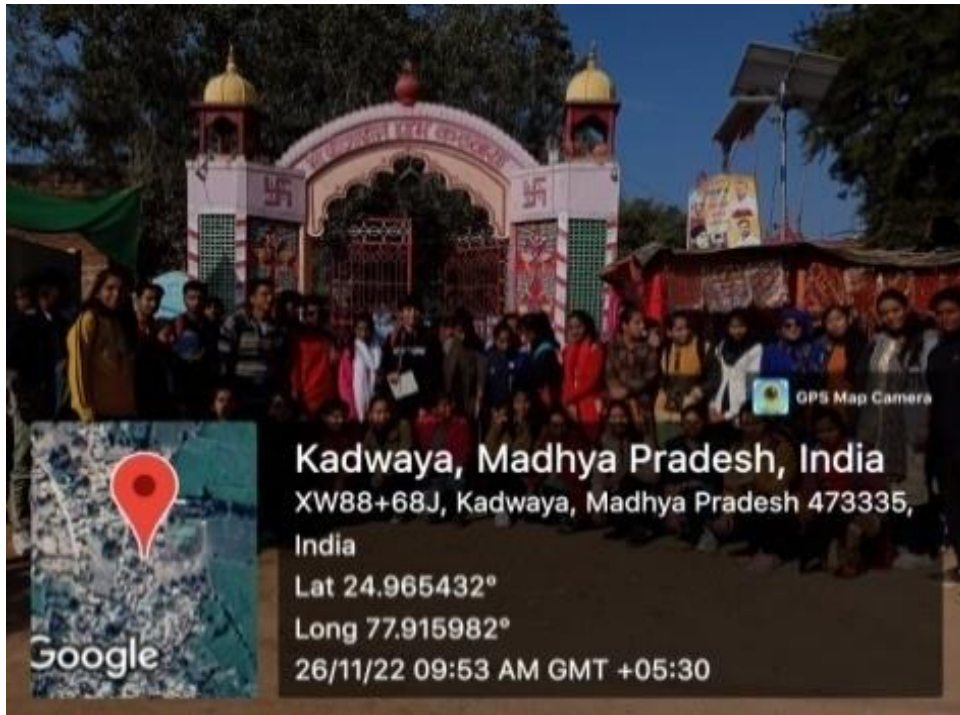 GPS Map Camera
Kadwaya, Madhya Pradesh, India
XW88+68J, Kadwaya, Madhya Pradesh 473335,
India
Lat 24.965432°
Long 77.915982°
26/11/22 09:53 AM GMT +05:30
Google